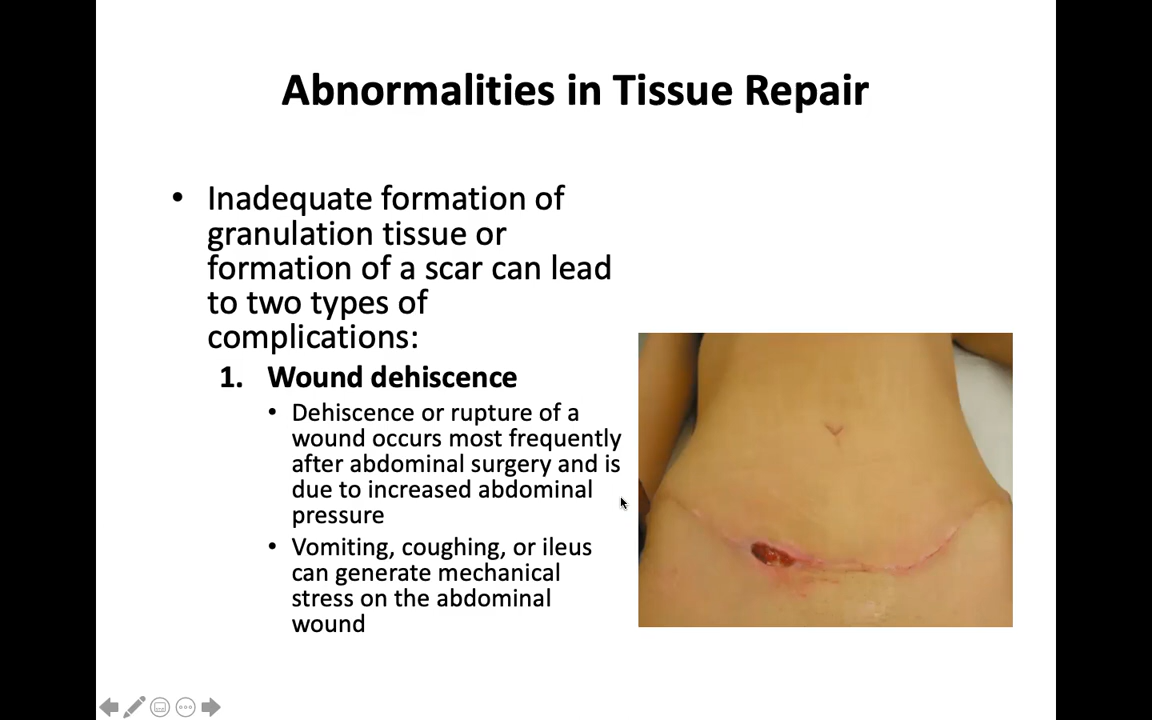 Abnormalities in Tissue Repair
• Inadequate formation of
granulation tissue or
formation of a scar can lead
to two types of
complications:
1. Wound dehiscence
• Dehiscence or rupture of a
wound occurs most frequently
after abdominal surgery and is
due to increased abdominal
pressure
• Vomiting, coughing, or ileus
can generate mechanical
stress on the abdominal
wound